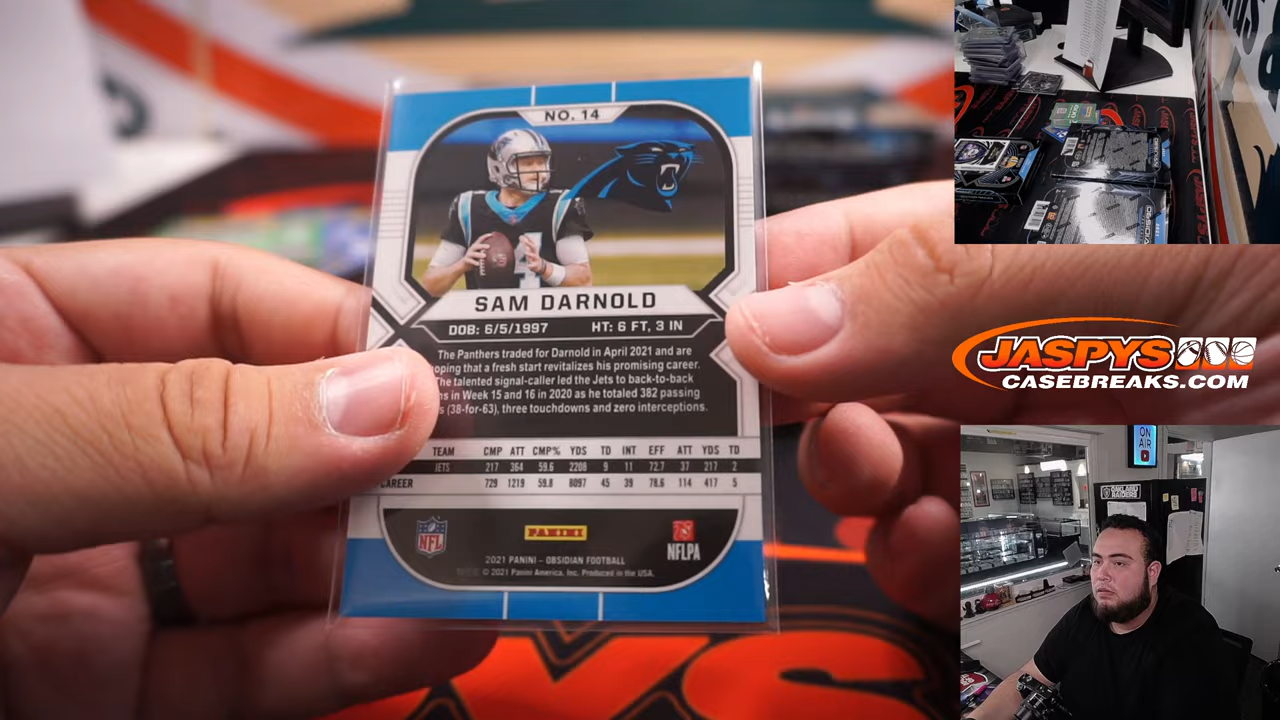 NO. 14
SAM DARNOLD
DOB: 6/5/1997 HT: 6 FT, 3 IN
The Panthers traded for Darnold in April 2021 and are
oping that a fresh start revitalizes his promising career.
The talented signal-caller led the Jets to back-to-back
ns in Week 15 and 16 in 2020 as he totaled 382 passing
s (38-for-63), three touchdowns and zero interceptions.
TEAM CMP ATT CMP% YDS TD INT EFF ATT YDS TD
JETS 217 364 59.6 2208 9 11 72.7 37 217 2
CAREER 729 1219 59.8 8097 45 39 78.6 114 417 5
NFL
PANINI
NFLPA
2021 PANINI – OBSIDIAN FOOTBALL
© 2021 Panini America, Inc. Produced in the USA.
JASPYS
CASEBREAKS.COM
ON
AIR
OAKLAND
RAIDERS